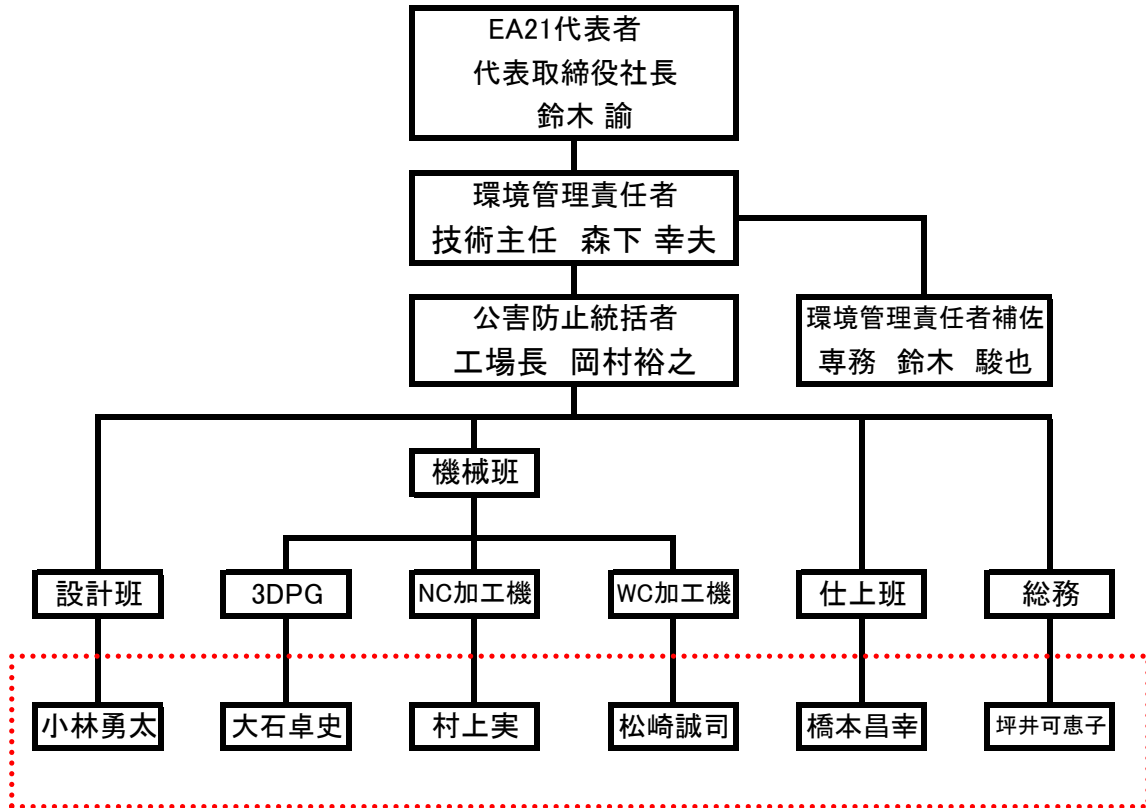 EA21代表者
代表取締役社長
鈴木 諭
環境管理責任者
技術主任　森下 幸夫
公害防止統括者
工場長　岡村裕之
環境管理責任者補佐
専務　鈴木　駿也
機械班
設計班
3DPG
NC加工機
WC加工機
仕上班
総務
小林勇太
大石卓史
村上実
松崎誠司
橋本昌幸
坪井可恵子